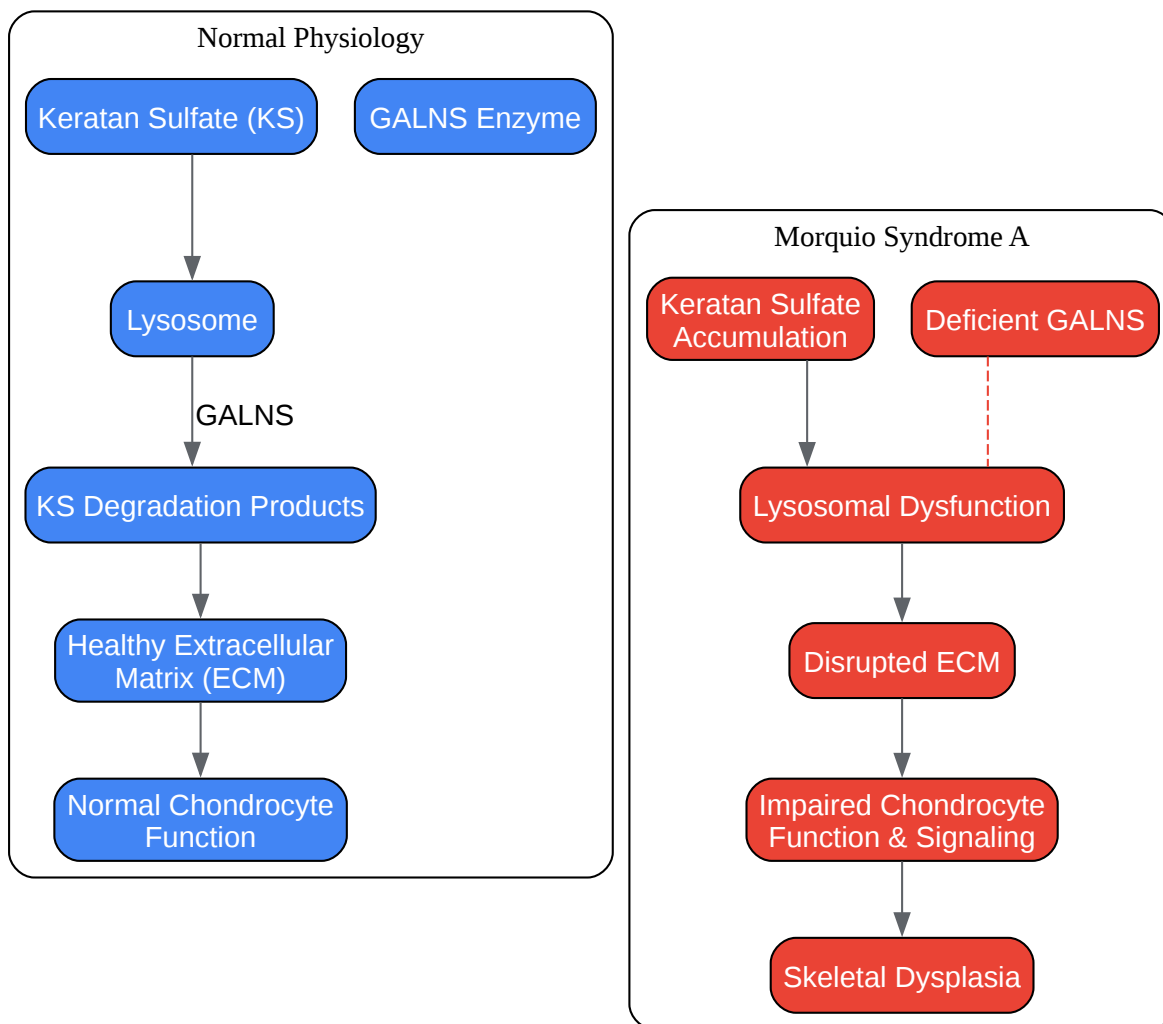 Normal Physiology
Keratan Sulfate (KS)
GALNS Enzyme
Lysosome
GALNS
KS Degradation Products
Healthy Extracellular
Matrix (ECM)
Normal Chondrocyte
Function
Morquio Syndrome A
Keratan Sulfate
Accumulation
Deficient GALNS
Lysosomal Dysfunction
Disrupted ECM
Impaired Chondrocyte
Function & Signaling
Skeletal Dysplasia